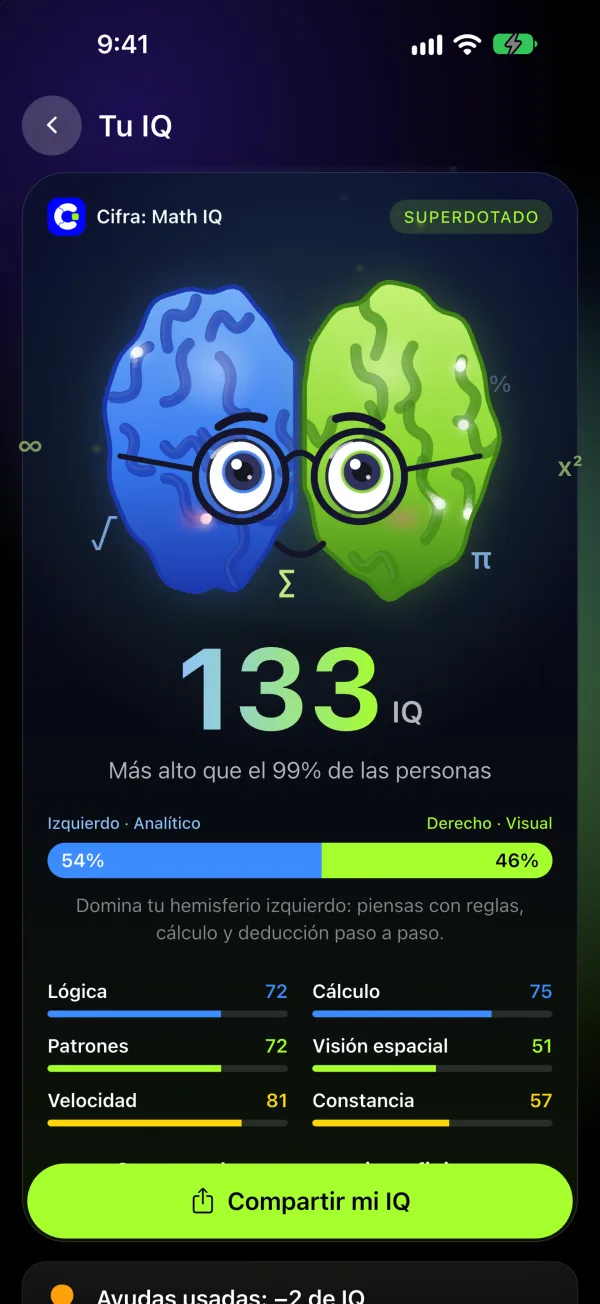 9:41
Tu IQ
Cifra: Math IQ
SUPERDOTADO
%
∞
x²
√
π
Σ
133 IQ
Más alto que el 99% de las personas
Izquierdo · Analítico
Derecho · Visual
54%
46%
Domina tu hemisferio izquierdo: piensas con reglas,
cálculo y deducción paso a paso.
Lógica 72
Cálculo 75
Patrones 72
Visión espacial 51
Velocidad 81
Constancia 57
Compartir mi IQ
Ayudas usadas: −2 de IQ